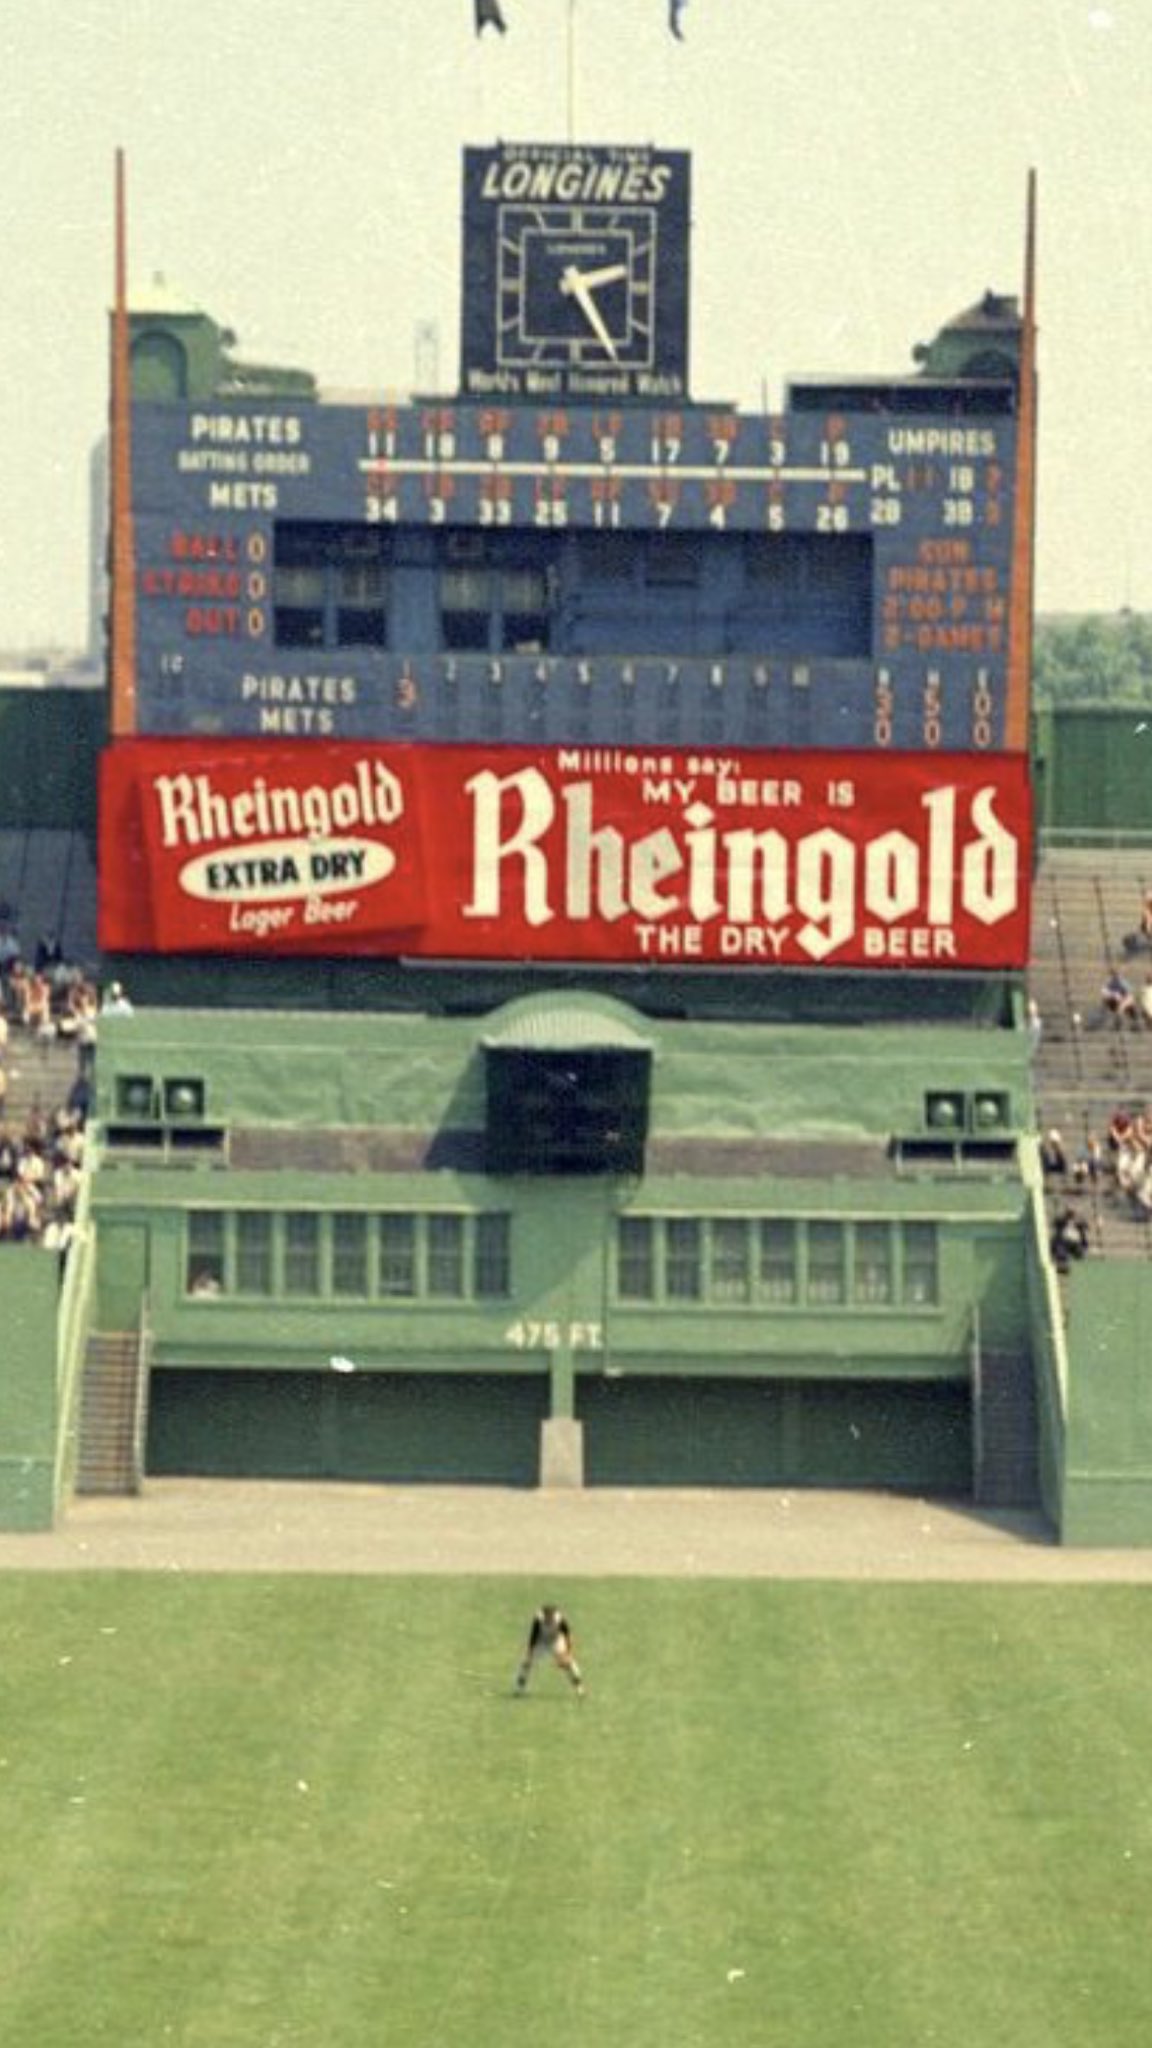 OFFICIAL TIME
LONGINES
LONGINES
World's Most Honored Watch
PIRATES 11 18 8 9 5 17 7 3 19
BATTING ORDER
METS 34 3 33 25 11 7 4 5 26
UMPIRES
PL 1B
2B 3B
BALL 0
STRIKE 0
OUT 0
SUN
PIRATES
2:00 P.M
2-GAMES
1 2 3 4 5 6 7 8 9 10 R H E
PIRATES 3 3 5 0
METS 0 0 0
Rheingold
EXTRA DRY
Lager Beer
Millions say:
MY BEER IS
Rheingold
THE DRY BEER
475 FT.